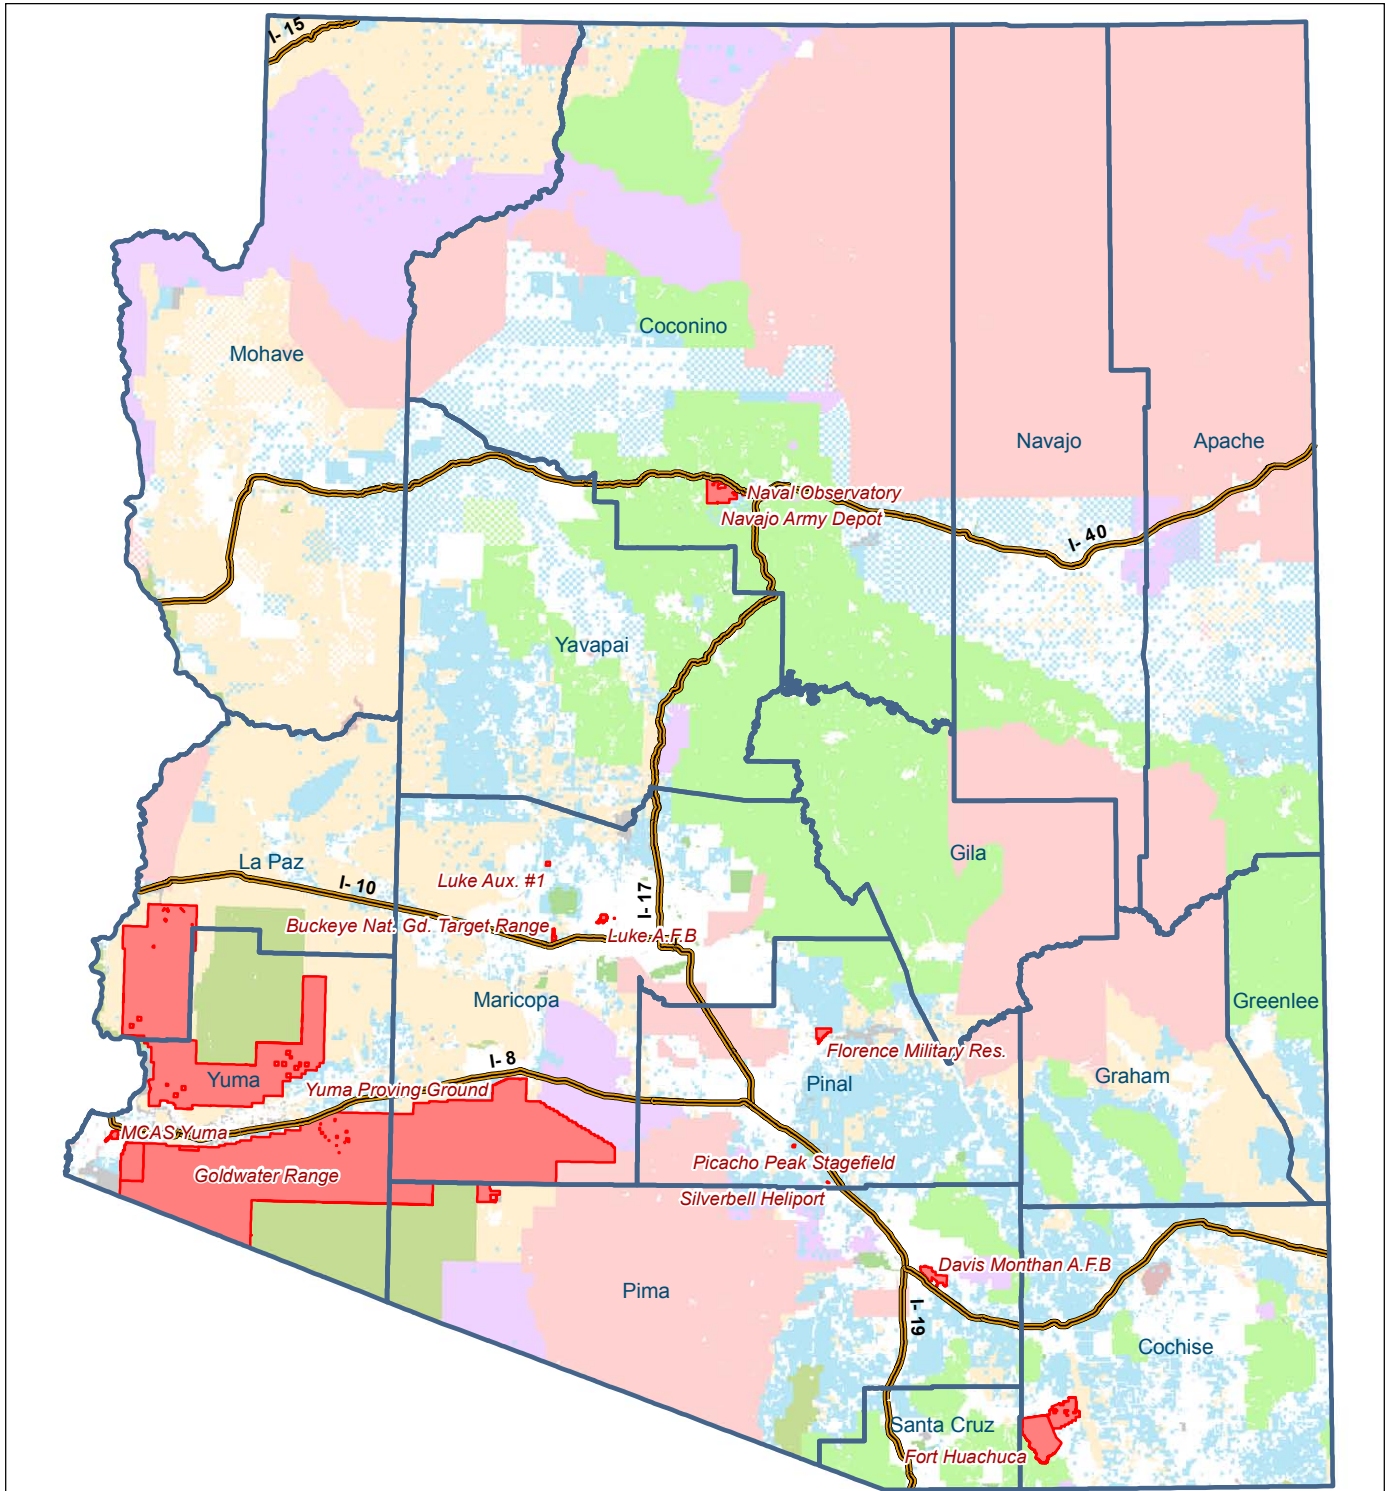 I- 15
Coconino
Mohave
Navajo
Apache
Naval Observatory
Navajo Army Depot
I- 40
Yavapai
La Paz
I- 10
Luke Aux. #1
I-17
Gila
Buckeye Nat. Gd. Target Range
Luke A.F.B
Maricopa
Greenlee
Florence Military Res.
I- 8
Yuma
Yuma Proving Ground
Pinal
Graham
MCAS Yuma
Goldwater Range
Picacho Peak Stagefield
Silverbell Heliport
Davis Monthan A.F.B
Pima
I- 19
Cochise
Santa Cruz
Fort Huachuca